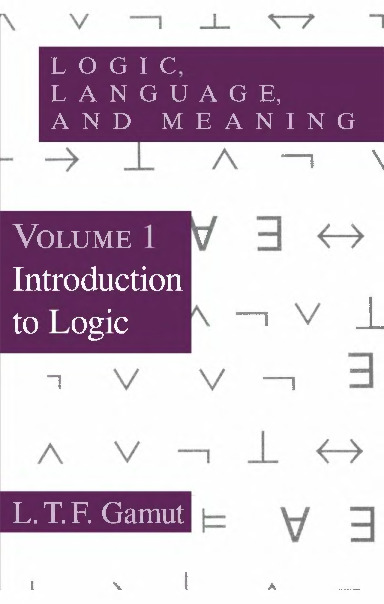 LOGIC,
LANGUAGE,
AND MEANING
∧ ∨ ¬ ⊥ ↔ ¬
→ ⊥ ∧ ¬
VOLUME 1
∀ ∃ ↔
Introduction
to Logic
∧ ¬ ∨ ⊥
¬ ∨ ∨ ¬ ∃
∧ ∨ ¬ ⊥ ↔
L. T. F. Gamut
⊨ ∀ ∃